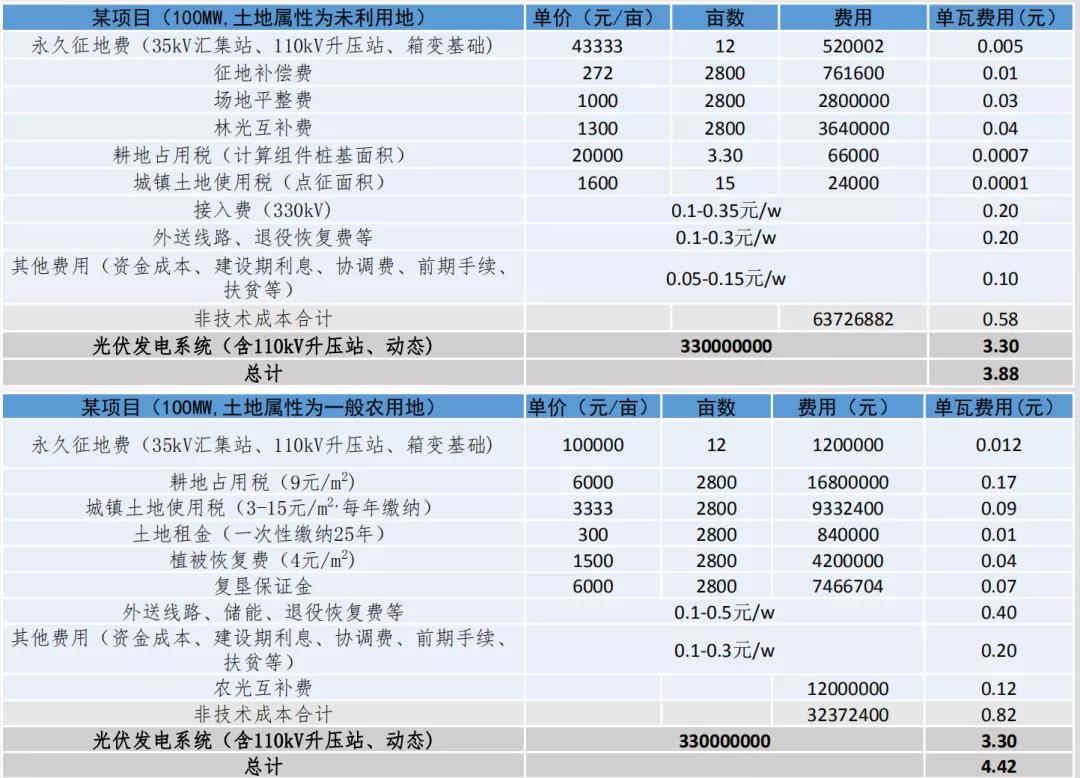 某项目（100MW,土地属性为未利用地） 单价（元/亩） 亩数 费用 单瓦费用(元)
永久征地费（35kV汇集站、110kV升压站、箱变基础) 43333 12 520002 0.005
征地补偿费 272 2800 761600 0.01
场地平整费 1000 2800 2800000 0.03
林光互补费 1300 2800 3640000 0.04
耕地占用税（计算组件桩基面积） 20000 3.30 66000 0.0007
城镇土地使用税（点征面积） 1600 15 24000 0.0001
接入费（330kV) 0.1-0.35元/w 0.20
外送线路、退役恢复费等 0.1-0.3元/w 0.20
其他费用（资金成本、建设期利息、协调费、前期手续、
扶贫等） 0.05-0.15元/w 0.10
非技术成本合计 63726882 0.58
光伏发电系统（含110kV升压站、动态) 330000000 3.30
总计 3.88
某项目（100MW,土地属性为一般农用地） 单价（元/亩） 亩数 费用（元） 单瓦费用(元)
永久征地费（35kV汇集站、110kV升压站、箱变基础) 100000 12 1200000 0.012
耕地占用税（9元/m²) 6000 2800 16800000 0.17
城镇土地使用税（3-15元/m²·每年缴纳） 3333 2800 9332400 0.09
土地租金（一次性缴纳25年） 300 2800 840000 0.01
植被恢复费（4元/m²) 1500 2800 4200000 0.04
复垦保证金 6000 2800 7466704 0.07
外送线路、储能、退役恢复费等 0.1-0.5元/w 0.40
其他费用（资金成本、建设期利息、协调费、前期手续、
扶贫等） 0.1-0.3元/w 0.20
农光互补费 12000000 0.12
非技术成本合计 32372400 0.82
光伏发电系统（含110kV升压站、动态) 330000000 3.30
总计 4.42